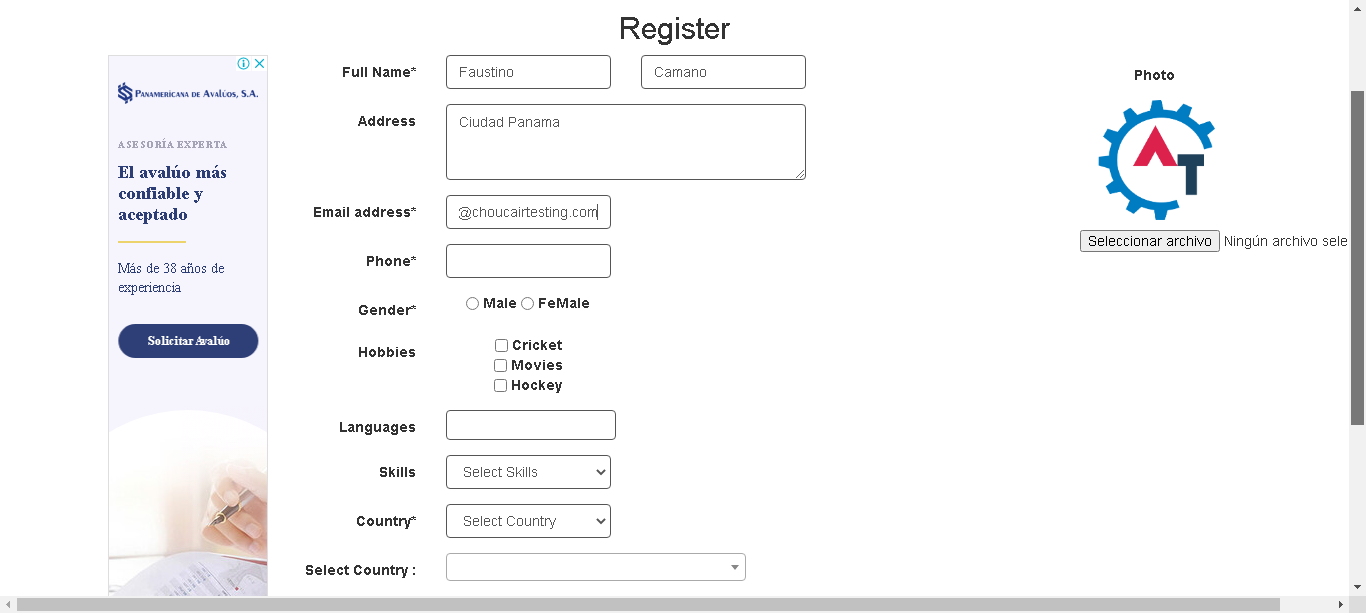 Register
PANAMERICANA DE AVALÚOS, S.A.
ASESORÍA EXPERTA
El avalúo más
confiable y
aceptado
Más de 38 años de
experiencia
Solicitar Avalúo
Full Name* Faustino Camano
Address Ciudad Panama
Email address* @choucairtesting.com
Phone*
Gender* Male FeMale
Hobbies Cricket
Movies
Hockey
Languages
Skills Select Skills
Country* Select Country
Select Country :
Photo
AT
Seleccionar archivo Ningún archivo sele